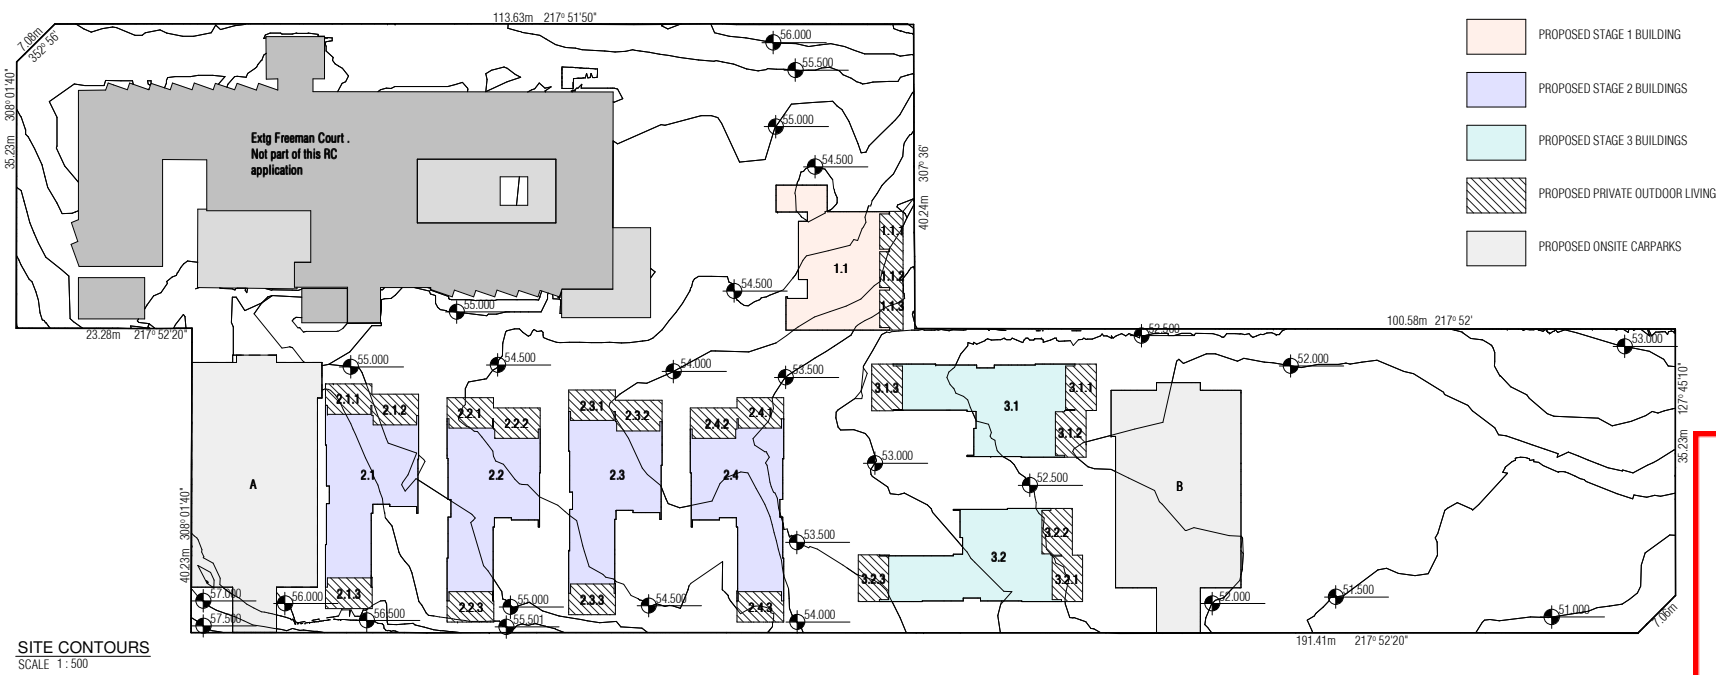 113.63m 217° 51'50"
7.08m
352° 56'
56.000
55.500
PROPOSED STAGE 1 BUILDING
PROPOSED STAGE 2 BUILDINGS
PROPOSED STAGE 3 BUILDINGS
PROPOSED PRIVATE OUTDOOR LIVING
PROPOSED ONSITE CARPARKS
35.23m 308° 01'40"
Extg Freeman Court .
Not part of this RC
application
55.000
54.500
40.24m 307° 36'
1.1.1
1.1
1.1.2
1.1.3
54.500
55.000
23.28m 217° 52'20"
100.58m 217° 52'
52.500
53.000
55.000
54.500
54.000
53.500
52.000
35.23m 127° 45'10"
2.1.1
2.1.2
2.2.1
2.2.2
2.3.1
2.3.2
2.4.2
2.4.1
3.1.3
3.1
3.1.1
3.1.2
A
2.1
2.2
2.3
2.4
53.000
52.500
B
40.23m 308° 01'40"
53.500
3.2
3.2.2
3.2.3
3.2.1
57.000
56.000
2.1.3
56.500
57.500
2.2.3
55.000
55.501
2.3.3
54.500
2.4.3
54.000
52.000
51.500
51.000
7.06m
191.41m 217° 52'20"
SITE CONTOURS
SCALE 1 : 500